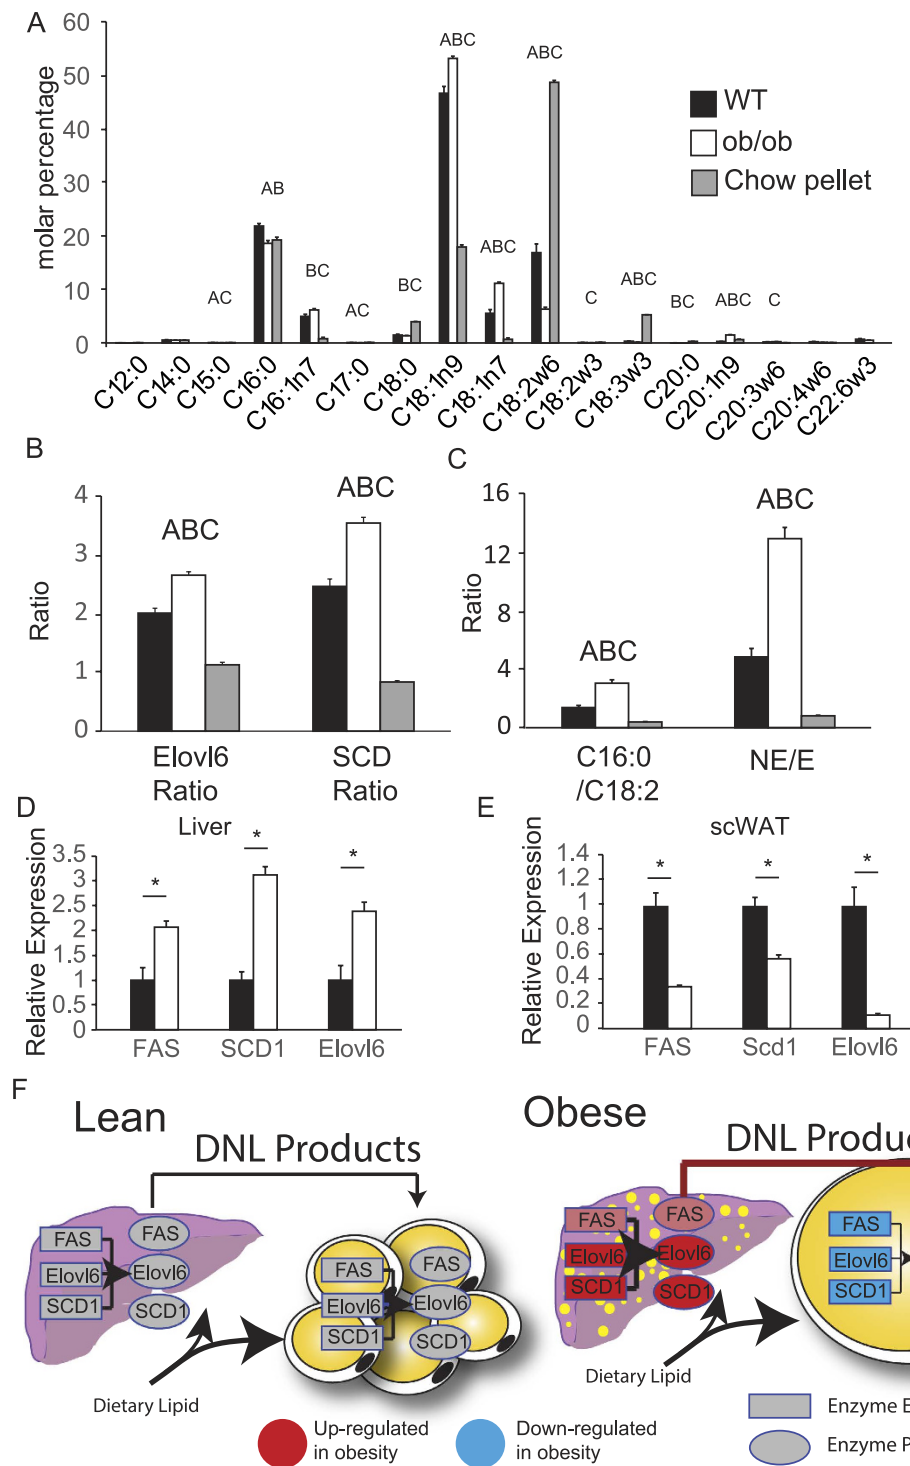 A
60
50
40
30
20
10
0
molar percentage
AC
AB
BC
AC
BC
ABC
ABC
ABC
C
ABC
BC
ABC
C
WT
ob/ob
Chow pellet
C12:0
C14:0
C15:0
C16:0
C16:1n7
C17:0
C18:0
C18:1n9
C18:1n7
C18:2w6
C18:2w3
C18:3w3
C20:0
C20:1n9
C20:3w6
C20:4w6
C22:6w3
B
4
3
2
1
0
Ratio
ABC
ABC
Elovl6
Ratio
SCD
Ratio
C
16
12
8
4
0
Ratio
ABC
ABC
C16:0
/C18:2
NE/E
D
Liver
3.5
3
2.5
2
1.5
1
0.5
0
Relative Expression
*
*
*
FAS
SCD1
Elovl6
E
scWAT
1.4
1.2
1
0.8
0.6
0.4
0.2
0
Relative Expression
*
*
*
FAS
Scd1
Elovl6
F
Lean
DNL Products
FAS
Elovl6
SCD1
FAS
Elovl6
SCD1
FAS
Elovl6
SCD1
FAS
Elovl6
SCD1
Dietary Lipid
Obese
DNL Produc
FAS
Elovl6
SCD1
FAS
Elovl6
SCD1
FAS
Elovl6
SCD1
Dietary Lipid
Up-regulated
in obesity
Down-regulated
in obesity
Enzyme E
Enzyme P